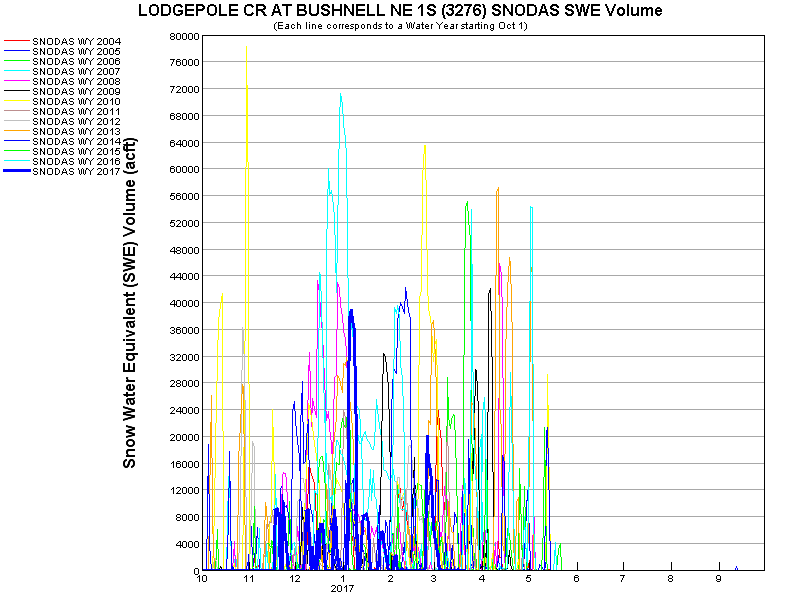 LODGEPOLE CR AT BUSHNELL NE 1S (3276) SNODAS SWE Volume
(Each line corresponds to a Water Year starting Oct 1)
SNODAS WY 2004
SNODAS WY 2005
SNODAS WY 2006
SNODAS WY 2007
SNODAS WY 2008
SNODAS WY 2009
SNODAS WY 2010
SNODAS WY 2011
SNODAS WY 2012
SNODAS WY 2013
SNODAS WY 2014
SNODAS WY 2015
SNODAS WY 2016
SNODAS WY 2017
Snow Water Equivalent (SWE) Volume (acft)
80000
76000
72000
68000
64000
60000
56000
52000
48000
44000
40000
36000
32000
28000
24000
20000
16000
12000
8000
4000
0
10 11 12 1 2 3 4 5 6 7 8 9
2017